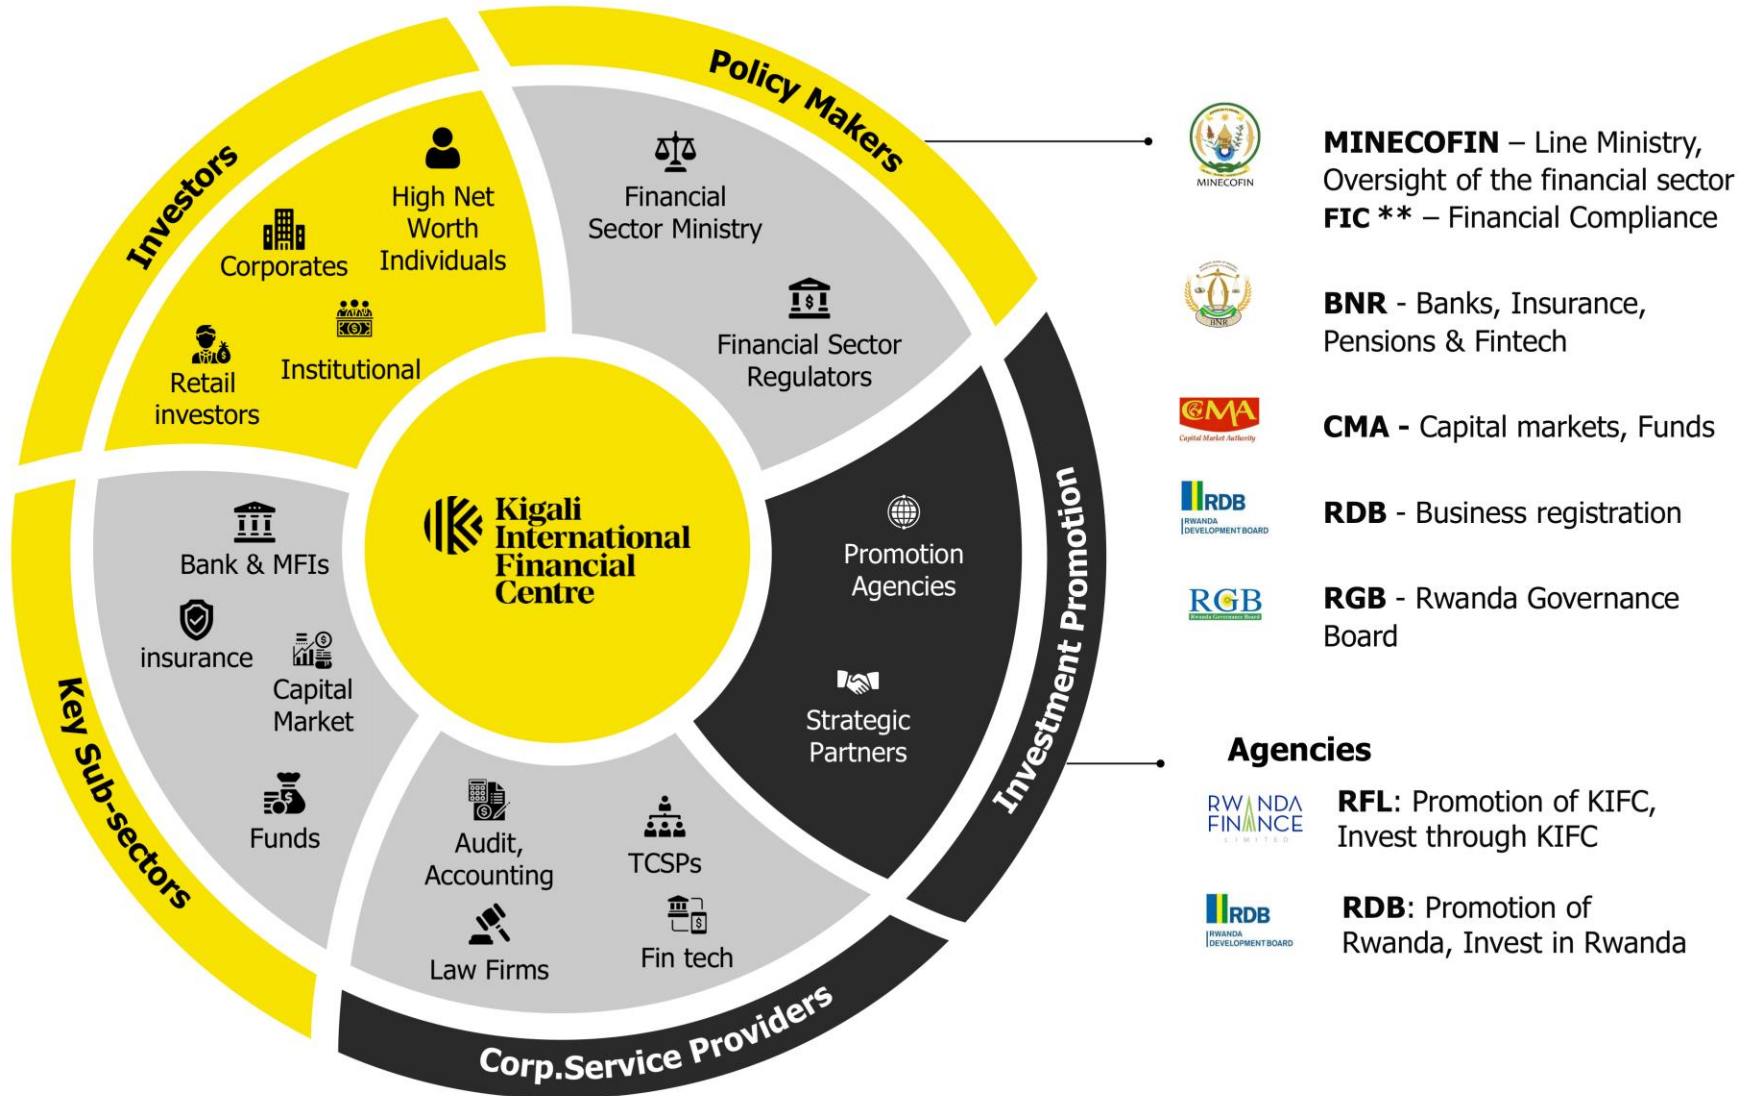 Policy Makers
Financial
Sector Ministry
Financial Sector
Regulators
Investors
High Net
Worth
Individuals
Corporates
Institutional
Retail
investors
Kigali
International
Financial
Centre
Investment Promotion
Promotion
Agencies
Strategic
Partners
Key Sub-sectors
Bank & MFIs
insurance
Capital
Market
Funds
Corp.Service Providers
Audit,
Accounting
TCSPs
Law Firms
Fin tech
MINECOFIN
MINECOFIN – Line Ministry,
Oversight of the financial sector
FIC ** – Financial Compliance
BNR
BNR - Banks, Insurance,
Pensions & Fintech
CMA
Capital Market Authority
CMA - Capital markets, Funds
RDB
RWANDA
DEVELOPMENT BOARD
RDB - Business registration
RGB
Rwanda Governance Board
RGB - Rwanda Governance
Board
Agencies
RWANDA
FINANCE
LIMITED
RFL: Promotion of KIFC,
Invest through KIFC
RDB
RWANDA
DEVELOPMENT BOARD
RDB: Promotion of
Rwanda, Invest in Rwanda